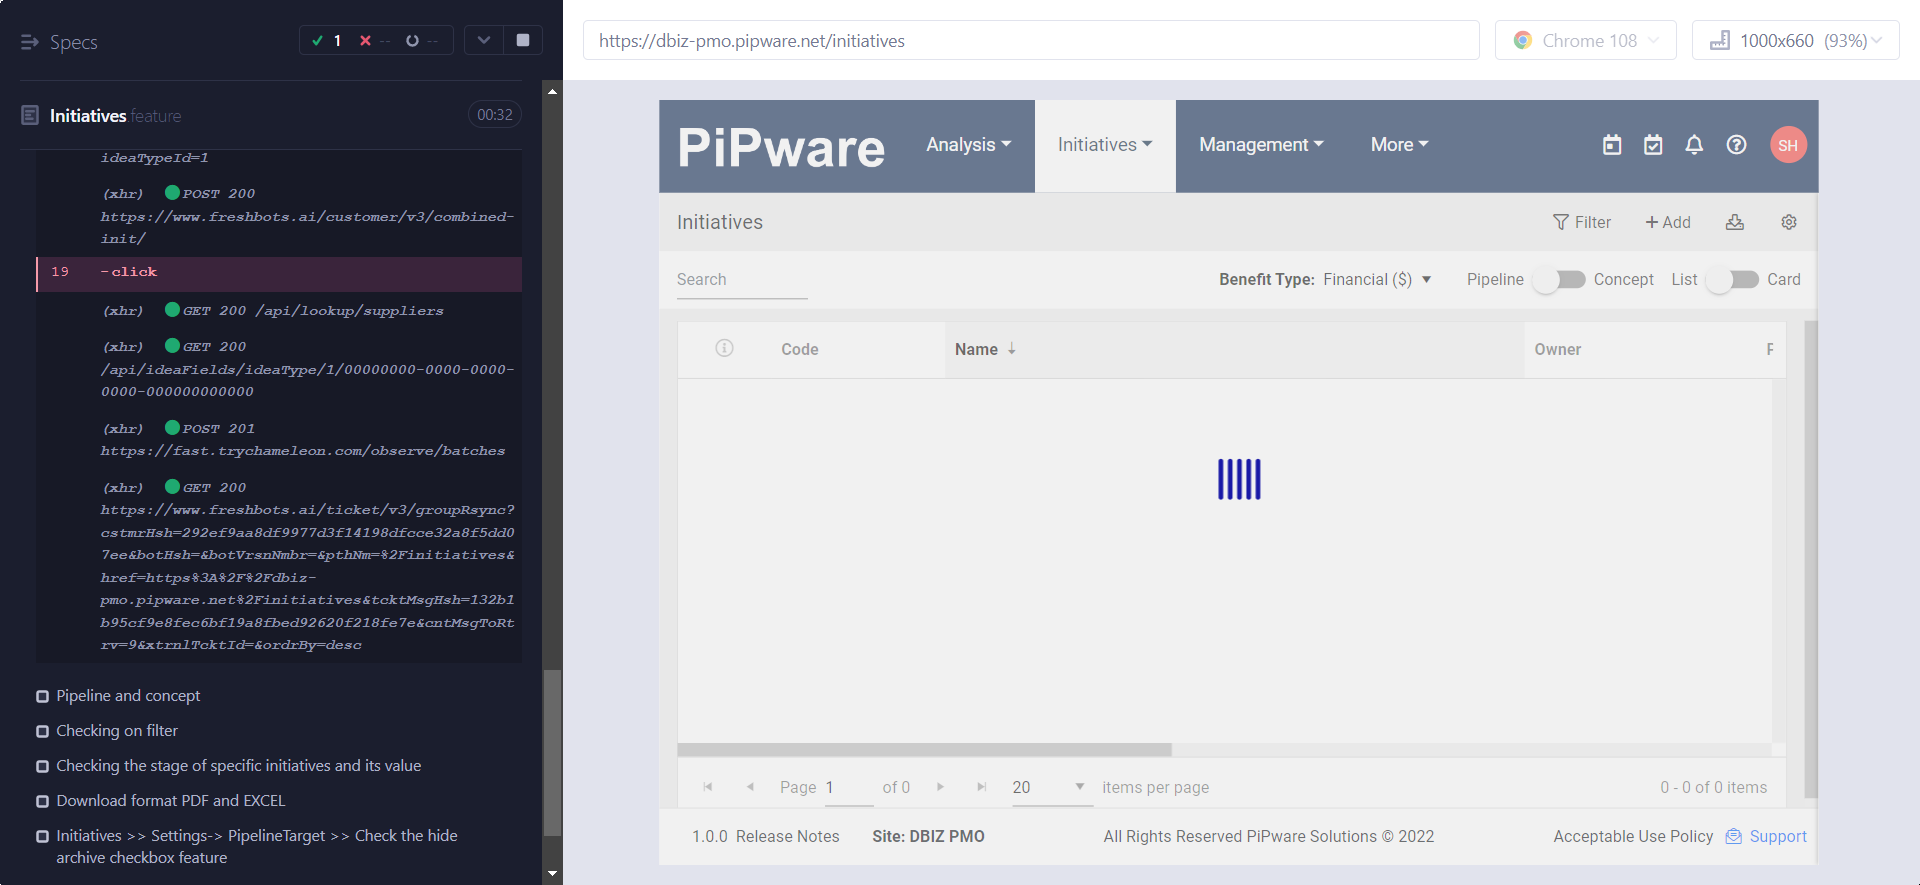 Specs
1
--
--
https://dbiz-pmo.pipware.net/initiatives
Chrome 108
1000x660 (93%)
Initiatives.feature
00:32
ideaTypeId=1
(xhr) POST 200
https://www.freshbots.ai/customer/v3/combined-
init/
19 -click
(xhr) GET 200 /api/lookup/suppliers
(xhr) GET 200
/api/ideaFields/ideaType/1/00000000-0000-0000-
0000-000000000000
(xhr) POST 201
https://fast.trychameleon.com/observe/batches
(xhr) GET 200
https://www.freshbots.ai/ticket/v3/groupRsync?
cstmrHsh=292ef9aa8df9977d3f14198dfcce32a8f5dd0
7ee&botHsh=&botVrsnNmbr=&pthNm=%2Finitiatives&
href=https%3A%2F%2Fdbiz-
pmo.pipware.net%2Finitiatives&tcktMsgHsh=132b1
b95cf9e8fec6bf19a8fbed92620f218fe7e&cntMsgToRt
rv=9&xtrnlTcktId=&ordrBy=desc
Pipeline and concept
Checking on filter
Checking the stage of specific initiatives and its value
Download format PDF and EXCEL
Initiatives >> Settings-> PipelineTarget >> Check the hide
archive checkbox feature
PiPware
Analysis
Initiatives
Management
More
SH
Initiatives
Filter
+ Add
Search
Benefit Type: Financial ($)
Pipeline
Concept
List
Card
Code
Name ↓
Owner
Page 1 of 0
20 items per page
0 - 0 of 0 items
1.0.0 Release Notes
Site: DBIZ PMO
All Rights Reserved PiPware Solutions © 2022
Acceptable Use Policy
Support